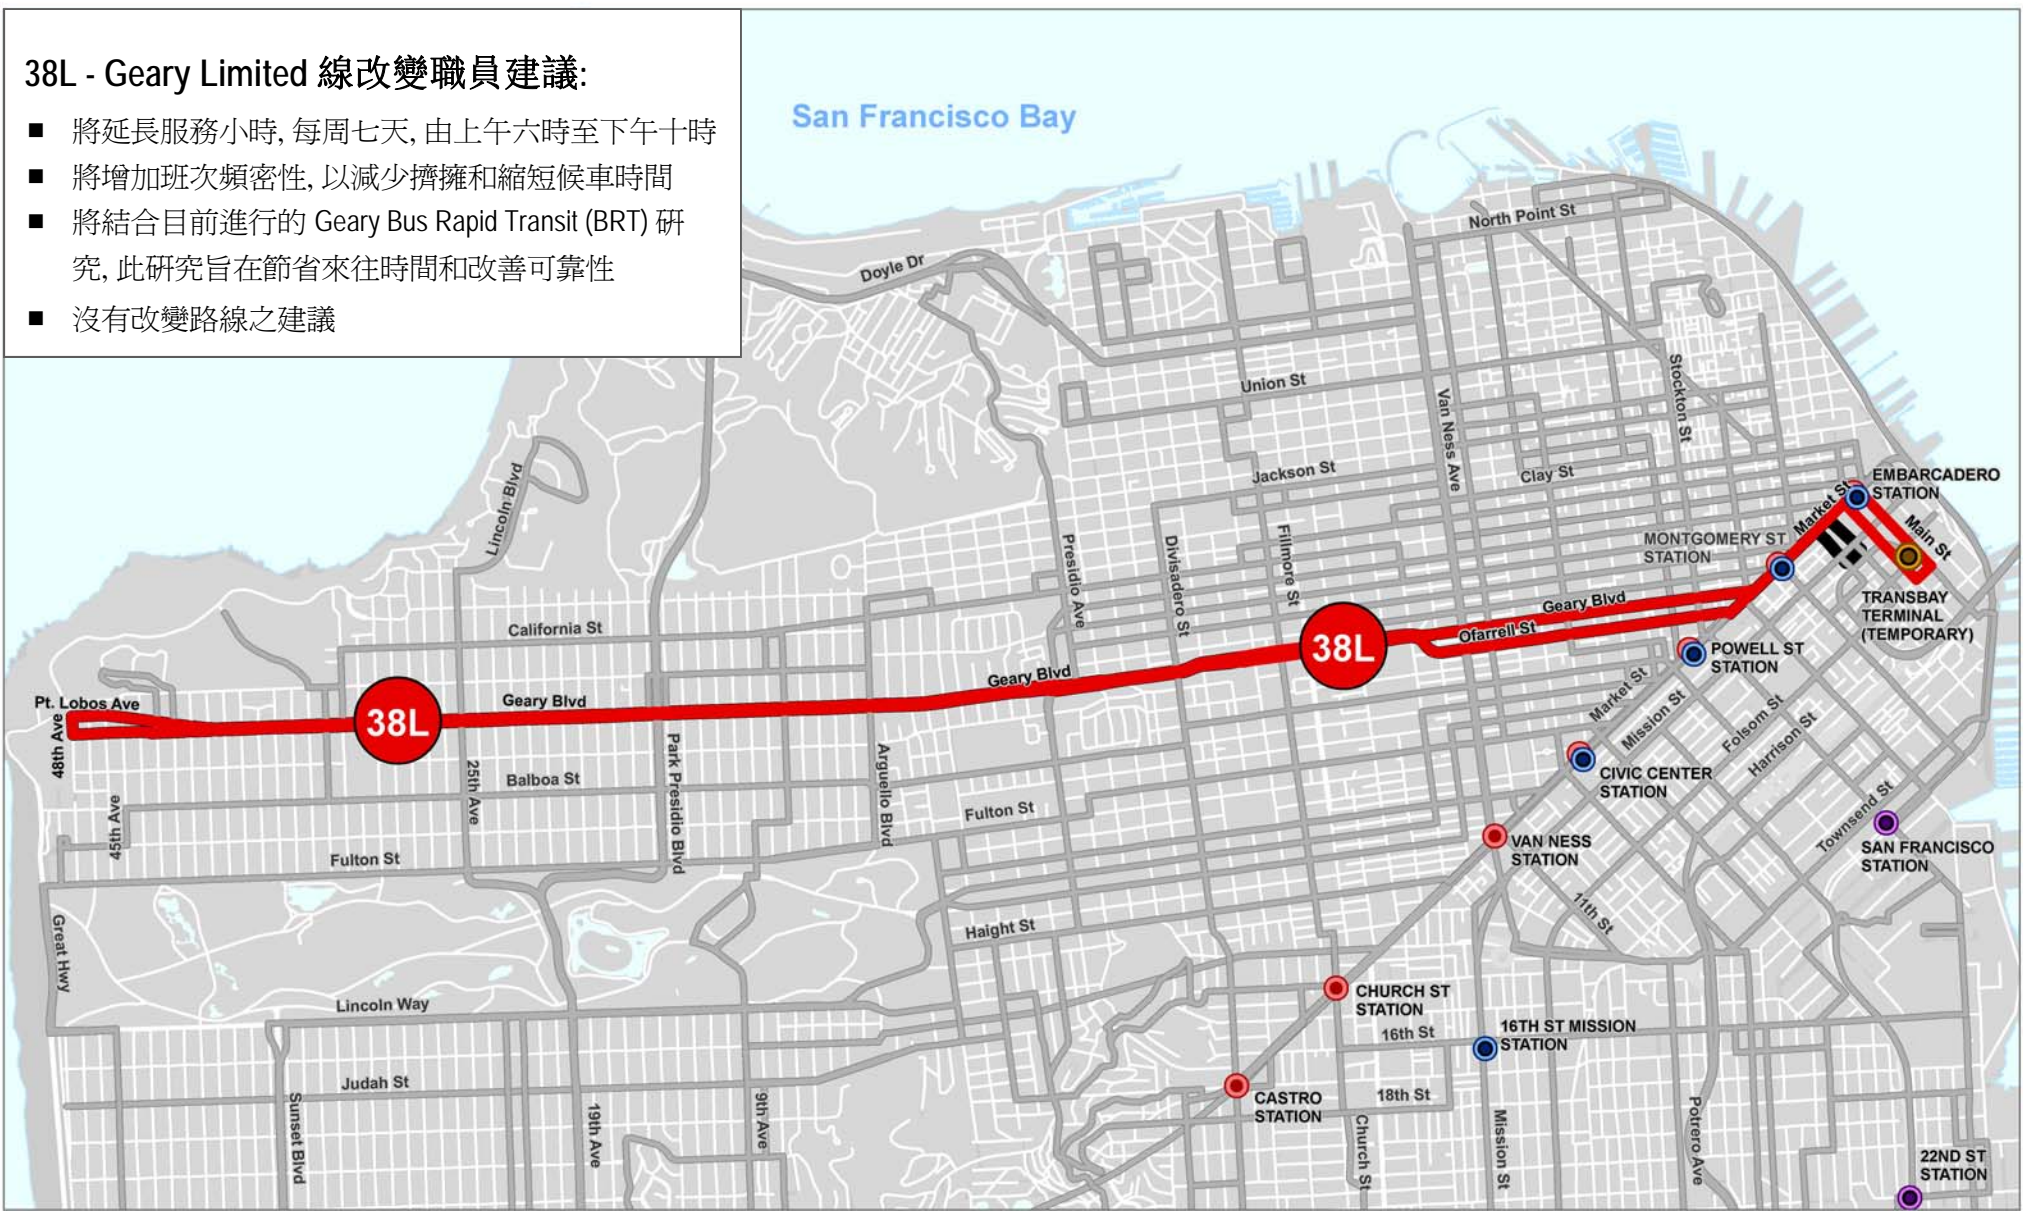 38L - Geary Limited 線改變職員建議:
■ 將延長服務小時, 每周七天, 由上午六時至下午十時
■ 將增加班次頻密性, 以減少擠擁和縮短候車時間
■ 將結合目前進行的 Geary Bus Rapid Transit (BRT) 硏
究, 此硏究旨在節省來往時間和改善可靠性
■ 沒有改變路線之建議
San Francisco Bay
North Point St
Doyle Dr
Union St
Stockton St
Van Ness Ave
Lincoln Blvd
Jackson St
Clay St
EMBARCADERO
STATION
Market St
Main St
MONTGOMERY ST
STATION
Presidio Ave
Divisadero St
Fillmore St
TRANSBAY
TERMINAL
(TEMPORARY)
Geary Blvd
Ofarrell St
38L
California St
POWELL ST
STATION
Geary Blvd
Pt. Lobos Ave
48th Ave
38L
Geary Blvd
Market St
Mission St
Folsom St
Harrison St
Park Presidio Blvd
Arguello Blvd
25th Ave
Balboa St
CIVIC CENTER
STATION
45th Ave
Fulton St
Fulton St
Townsend St
VAN NESS
STATION
SAN FRANCISCO
STATION
Great Hwy
Haight St
11th St
Lincoln Way
CHURCH ST
STATION
16th St
16TH ST MISSION
STATION
Judah St
Sunset Blvd
19th Ave
9th Ave
CASTRO
STATION
18th St
Church St
Mission St
Potrero Ave
22ND ST
STATION